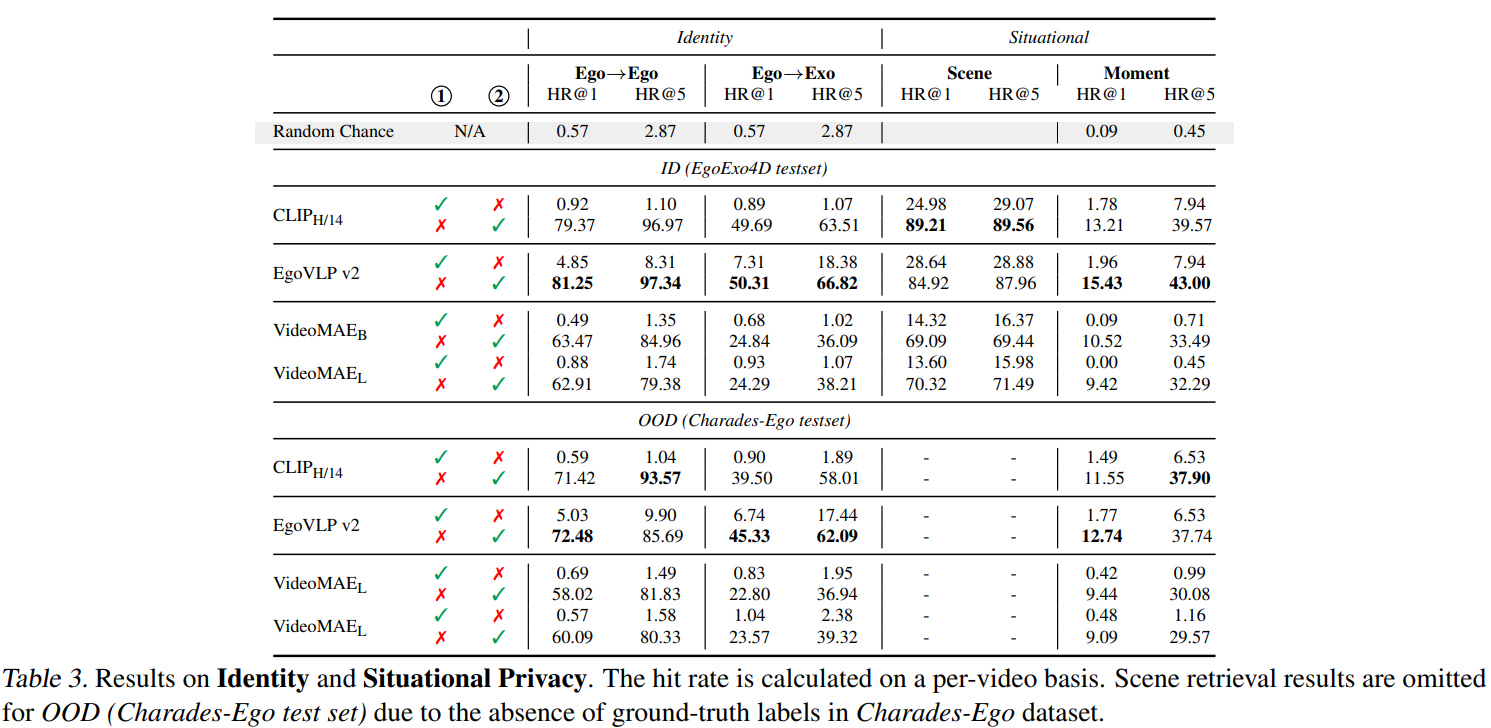 Identity Situational
Ego→Ego Ego→Exo Scene Moment
① ② HR@1 HR@5 HR@1 HR@5 HR@1 HR@5 HR@1 HR@5
Random Chance N/A 0.57 2.87 0.57 2.87 0.09 0.45
ID (EgoExo4D testset)
CLIP_H/14 ✓ ✗ 0.92 1.10 0.89 1.07 24.98 29.07 1.78 7.94
✗ ✓ 79.37 96.97 49.69 63.51 89.21 89.56 13.21 39.57
EgoVLP v2 ✓ ✗ 4.85 8.31 7.31 18.38 28.64 28.88 1.96 7.94
✗ ✓ 81.25 97.34 50.31 66.82 84.92 87.96 15.43 43.00
VideoMAE_B ✓ ✗ 0.49 1.35 0.68 1.02 14.32 16.37 0.09 0.71
✗ ✓ 63.47 84.96 24.84 36.09 69.09 69.44 10.52 33.49
VideoMAE_L ✓ ✗ 0.88 1.74 0.93 1.07 13.60 15.98 0.00 0.45
✗ ✓ 62.91 79.38 24.29 38.21 70.32 71.49 9.42 32.29
OOD (Charades-Ego testset)
CLIP_H/14 ✓ ✗ 0.59 1.04 0.90 1.89 - - 1.49 6.53
✗ ✓ 71.42 93.57 39.50 58.01 - - 11.55 37.90
EgoVLP v2 ✓ ✗ 5.03 9.90 6.74 17.44 - - 1.77 6.53
✗ ✓ 72.48 85.69 45.33 62.09 - - 12.74 37.74
VideoMAE_L ✓ ✗ 0.69 1.49 0.83 1.95 - - 0.42 0.99
✗ ✓ 58.02 81.83 22.80 36.94 - - 9.44 30.08
VideoMAE_L ✓ ✗ 0.57 1.58 1.04 2.38 - - 0.48 1.16
✗ ✓ 60.09 80.33 23.57 39.32 - - 9.09 29.57
Table 3. Results on Identity and Situational Privacy. The hit rate is calculated on a per-video basis. Scene retrieval results are omitted
for OOD (Charades-Ego test set) due to the absence of ground-truth labels in Charades-Ego dataset.